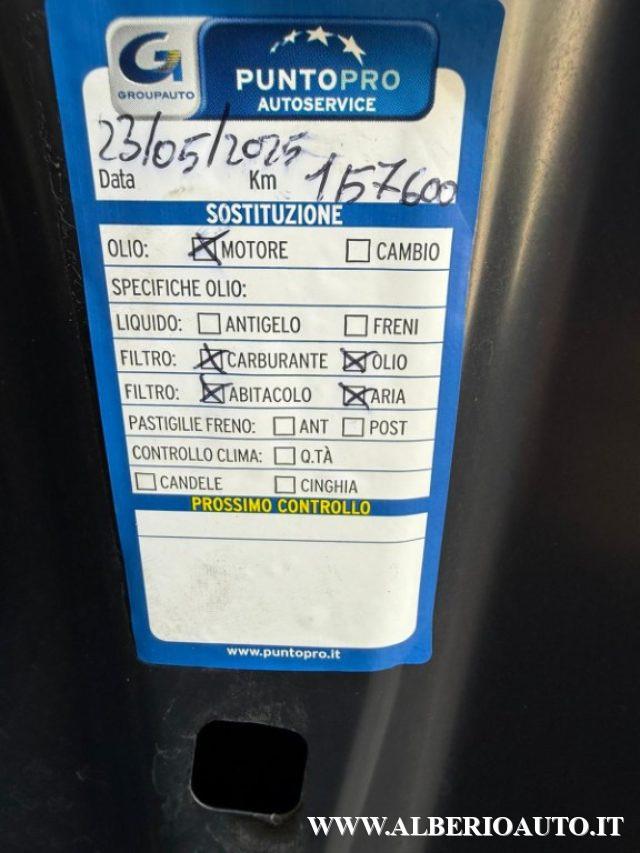 G GROUPAUTO
PUNTOPRO
AUTOSERVICE
23/05/2025
Data Km 157600
SOSTITUZIONE
OLIO: MOTORE CAMBIO
SPECIFICHE OLIO:
LIQUIDO: ANTIGELO FRENI
FILTRO: CARBURANTE OLIO
FILTRO: ABITACOLO ARIA
PASTIGILIE FRENO: ANT POST
CONTROLLO CLIMA: Q.TÀ
CANDELE CINGHIA
PROSSIMO CONTROLLO
www.puntopro.it
WWW.ALBERIOAUTO.IT